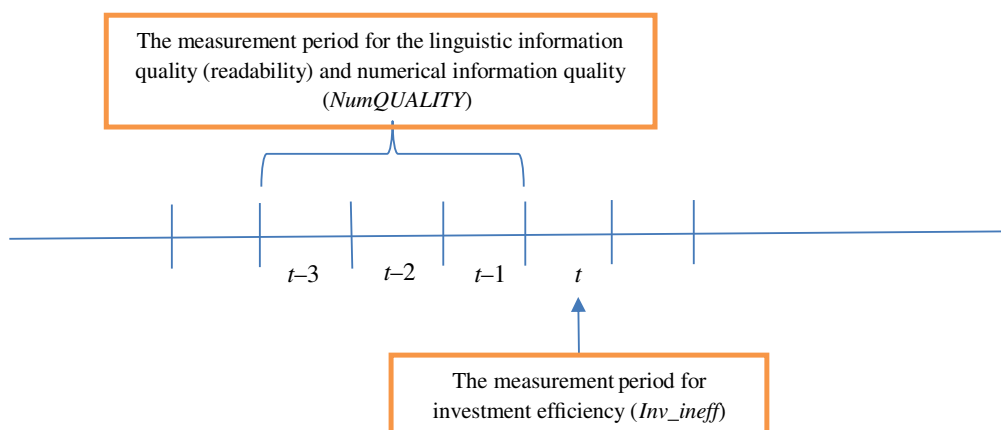 The measurement period for the linguistic information
quality (readability) and numerical information quality
(NumQUALITY)
t–3 t–2 t–1 t
The measurement period for
investment efficiency (Inv_ineff)